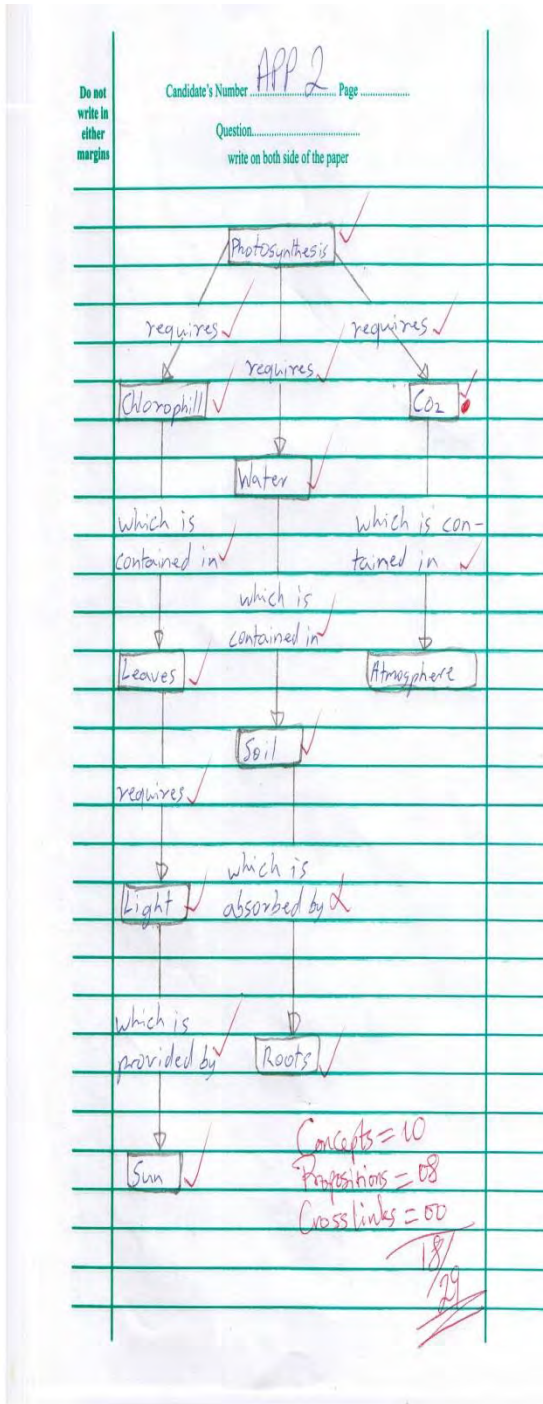 Do not
write in
either
margins
Candidate's Number APP 2 Page
Question
write on both side of the paper
Photosynthesis
requires
requires
requires
Chlorophill
CO2
Water
which is
contained in
which is con-
tained in
which is
contained in
Leaves
Atmosphere
Soil
requires
which is
absorbed by
Light
which is
provided by
Roots
Sun
Concepts = 10
Propositions = 08
Cross links = 00
18/
29